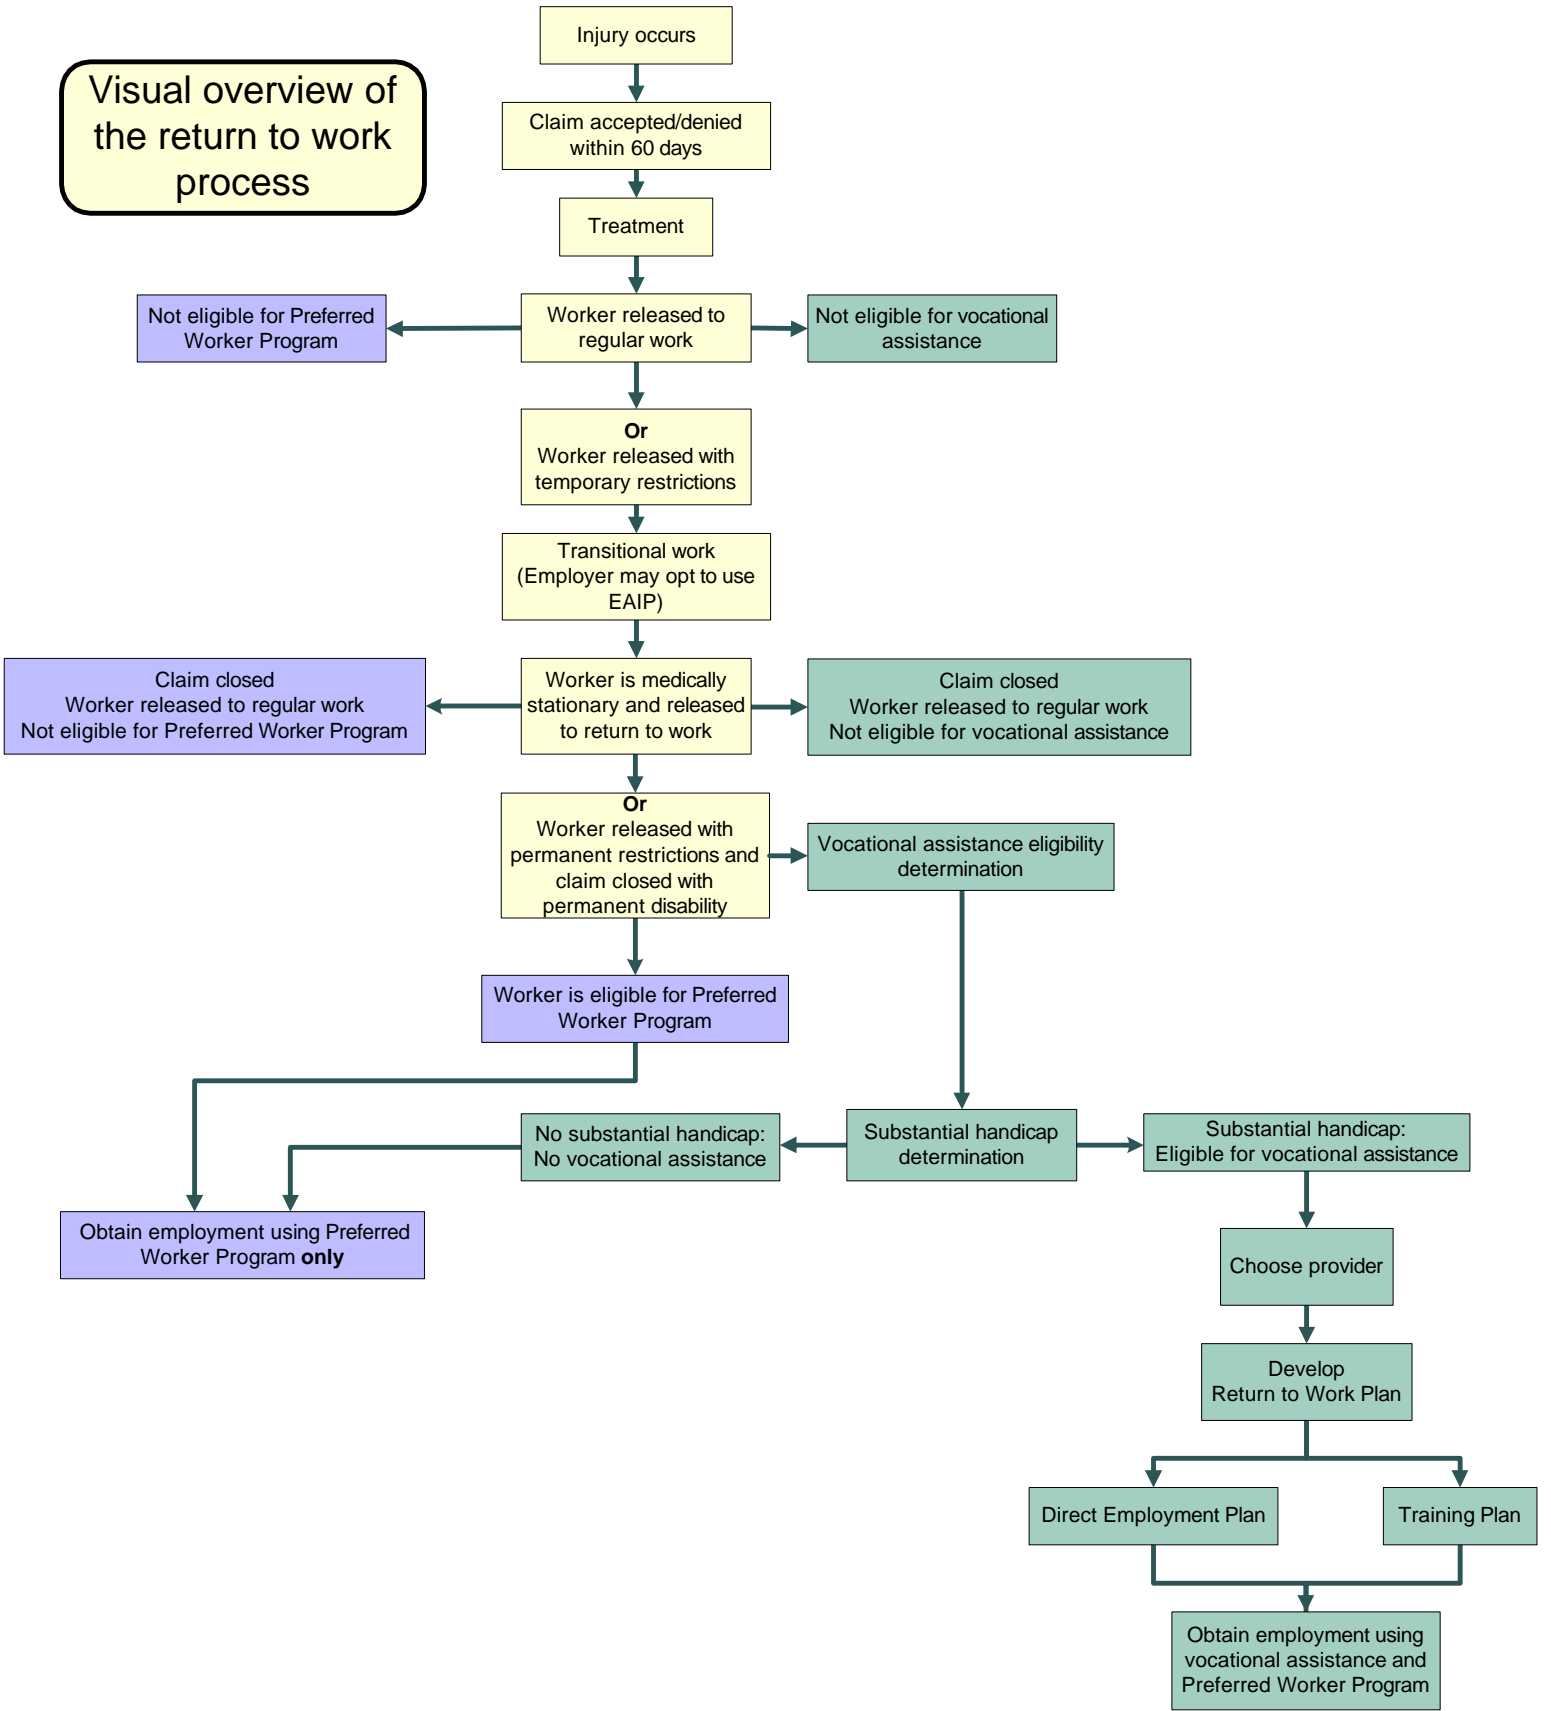 Injury occurs
Visual overview of
the return to work
process
Claim accepted/denied
within 60 days
Treatment
Not eligible for Preferred
Worker Program
Worker released to
regular work
Not eligible for vocational
assistance
Or
Worker released with
temporary restrictions
Transitional work
(Employer may opt to use
EAIP)
Claim closed
Worker released to regular work
Not eligible for Preferred Worker Program
Worker is medically
stationary and released
to return to work
Claim closed
Worker released to regular work
Not eligible for vocational assistance
Or
Worker released with
permanent restrictions and
claim closed with
permanent disability
Vocational assistance eligibility
determination
Worker is eligible for Preferred
Worker Program
No substantial handicap:
No vocational assistance
Substantial handicap
determination
Substantial handicap:
Eligible for vocational assistance
Obtain employment using Preferred
Worker Program only
Choose provider
Develop
Return to Work Plan
Direct Employment Plan
Training Plan
Obtain employment using
vocational assistance and
Preferred Worker Program